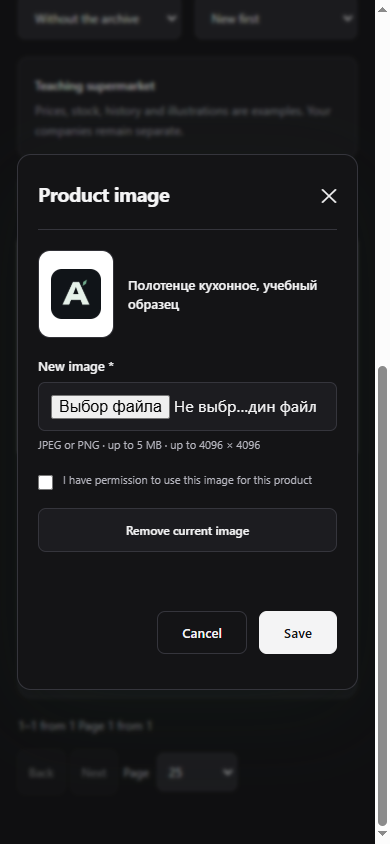 Without the archive
New first
Teaching supermarket
Prices, stock, history and illustrations are examples. Your
companies remain separate.
Product image
Полотенце кухонное, учебный
образец
New image *
Выбор файла Не выбр...дин файл
JPEG or PNG · up to 5 MB · up to 4096 × 4096
I have permission to use this image for this product
Remove current image
Cancel
Save
1–1 from 1 Page 1 from 1
Back
Next
Page
25